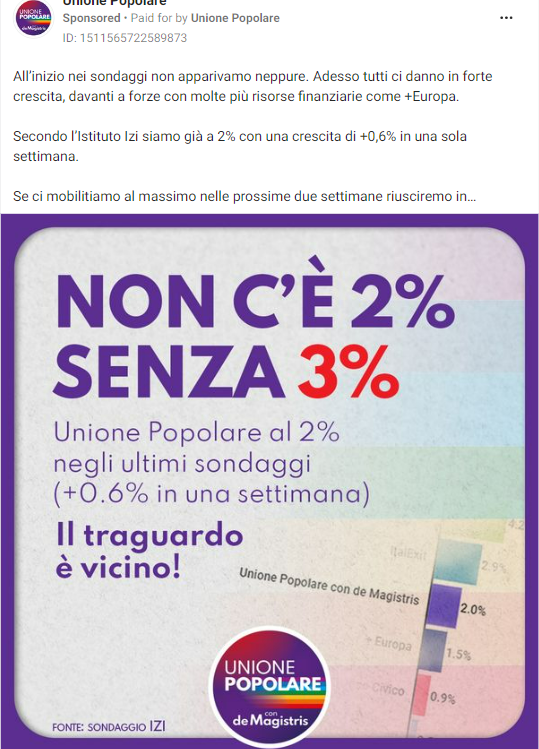 Unione Popolare
Sponsored • Paid for by Unione Popolare
ID: 1511565722589873
All'inizio nei sondaggi non apparivamo neppure. Adesso tutti ci danno in forte
crescita, davanti a forze con molte più risorse finanziarie come +Europa.
Secondo l'Istituto Izi siamo già a 2% con una crescita di +0,6% in una sola
settimana.
Se ci mobilitiamo al massimo nelle prossime due settimane riusciremo in...
NON C'È 2%
SENZA 3%
Unione Popolare al 2%
negli ultimi sondaggi
(+0.6% in una settimana)
Il traguardo
è vicino!
4.2
ItalExit
2.9%
Unione Popolare con de Magistris
2.0%
+Europa
1.5%
Civico
0.9%
UNIONE
POPOLARE
con
de Magistris
FONTE: SONDAGGIO IZI